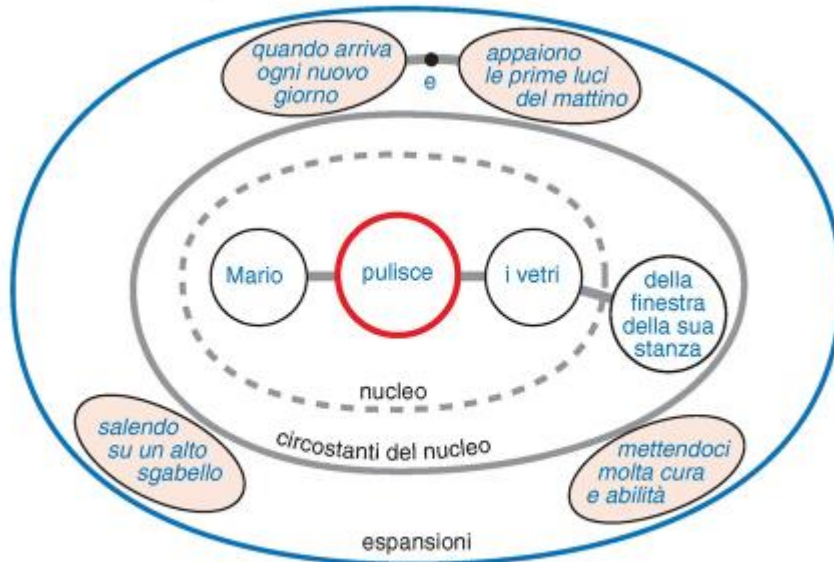 quando arriva
ogni nuovo
giorno
e
appaiono
le prime luci
del mattino
Mario
pulisce
i vetri
della
finestra
della sua
stanza
nucleo
circostanti del nucleo
salendo
su un alto
sgabello
mettendoci
molta cura
e abilità
espansioni